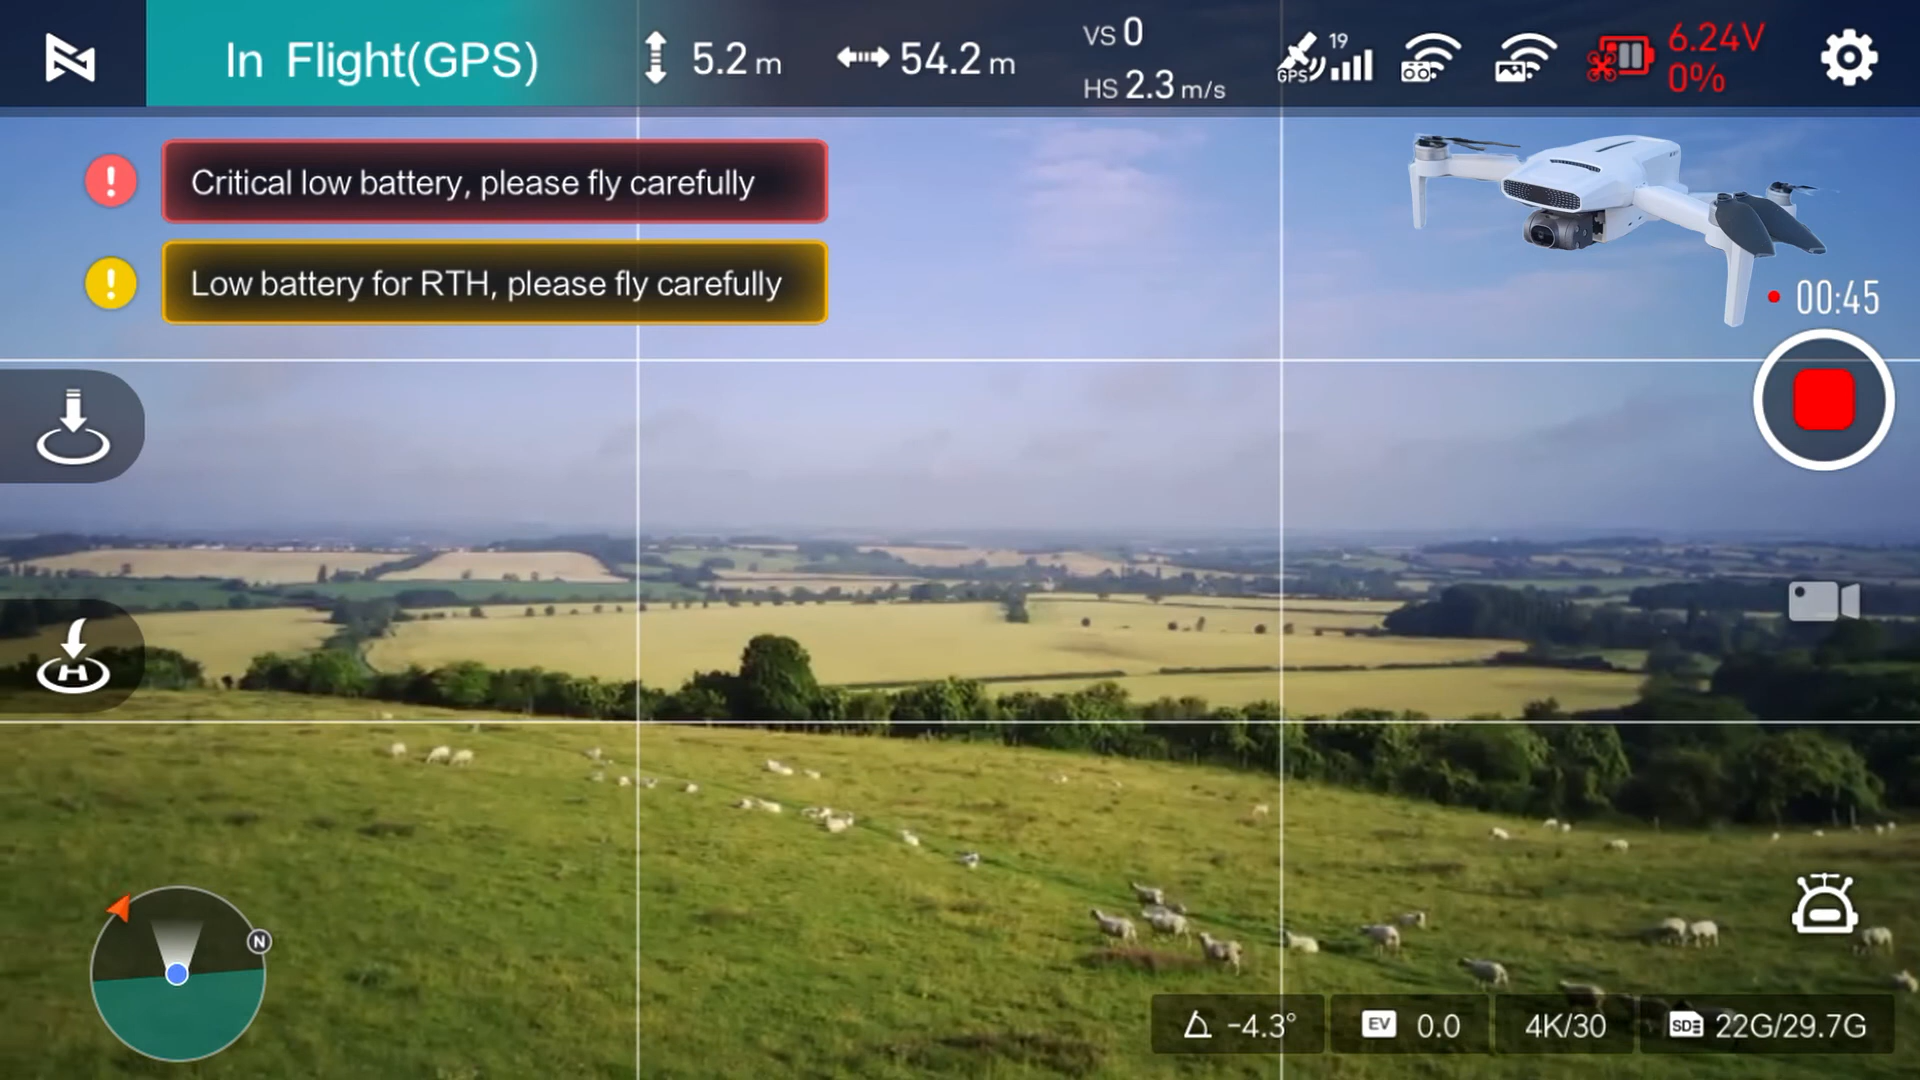 In Flight(GPS)
5.2 m
54.2 m
VS 0
HS 2.3 m/s
GPS
19
6.24V
0%
Critical low battery, please fly carefully
Low battery for RTH, please fly carefully
00:45
H
N
-4.3°
EV 0.0
4K/30
SD 22G/29.7G